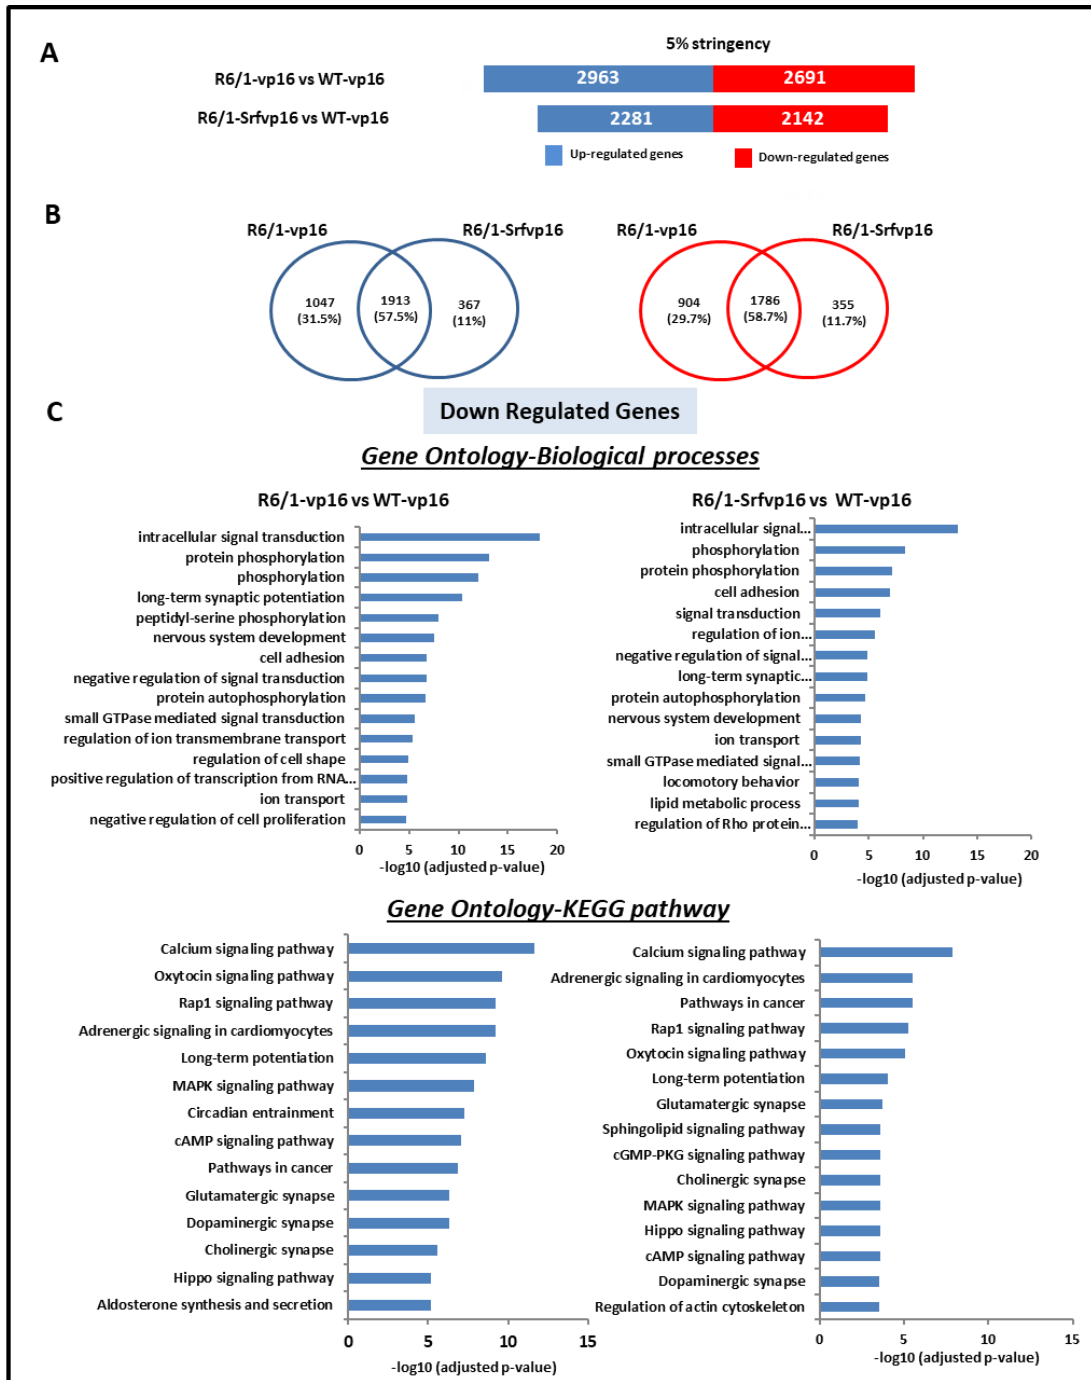 A
5% stringency
R6/1-vp16 vs WT-vp16
2963
2691
R6/1-Srfvp16 vs WT-vp16
2281
2142
Up-regulated genes
Down-regulated genes
B
R6/1-vp16
R6/1-Srfvp16
R6/1-vp16
R6/1-Srfvp16
1047
(31.5%)
1913
(57.5%)
367
(11%)
904
(29.7%)
1786
(58.7%)
355
(11.7%)
C
Down Regulated Genes
Gene Ontology-Biological processes
R6/1-vp16 vs WT-vp16
intracellular signal transduction
protein phosphorylation
phosphorylation
long-term synaptic potentiation
peptidyl-serine phosphorylation
nervous system development
cell adhesion
negative regulation of signal transduction
protein autophosphorylation
small GTPase mediated signal transduction
regulation of ion transmembrane transport
regulation of cell shape
positive regulation of transcription from RNA...
ion transport
negative regulation of cell proliferation
0 5 10 15 20
-log10 (adjusted p-value)
R6/1-Srfvp16 vs WT-vp16
intracellular signal...
phosphorylation
protein phosphorylation
cell adhesion
signal transduction
regulation of ion...
negative regulation of signal...
long-term synaptic...
protein autophosphorylation
nervous system development
ion transport
small GTPase mediated signal...
locomotory behavior
lipid metabolic process
regulation of Rho protein...
0 5 10 15 20
-log10 (adjusted p-value)
Gene Ontology-KEGG pathway
Calcium signaling pathway
Oxytocin signaling pathway
Rap1 signaling pathway
Adrenergic signaling in cardiomyocytes
Long-term potentiation
MAPK signaling pathway
Circadian entrainment
cAMP signaling pathway
Pathways in cancer
Glutamatergic synapse
Dopaminergic synapse
Cholinergic synapse
Hippo signaling pathway
Aldosterone synthesis and secretion
0 5 10 15
-log10 (adjusted p-value)
Calcium signaling pathway
Adrenergic signaling in cardiomyocytes
Pathways in cancer
Rap1 signaling pathway
Oxytocin signaling pathway
Long-term potentiation
Glutamatergic synapse
Sphingolipid signaling pathway
cGMP-PKG signaling pathway
Cholinergic synapse
MAPK signaling pathway
Hippo signaling pathway
cAMP signaling pathway
Dopaminergic synapse
Regulation of actin cytoskeleton
0 5 10 15
-log10 (adjusted p-value)